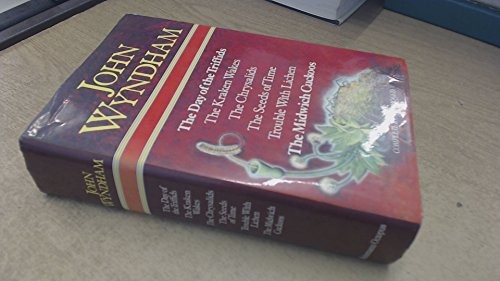 JOHN
WYNDHAM
The Day of the Triffids
The Kraken Wakes
The Chrysalids
The Seeds of Time
Trouble With Lichen
The Midwich Cuckoos
JOHN
WYNDHAM
The Day of
the Triffids
The Kraken
Wakes
The Chrysalids
The Seeds
of Time
Trouble With
Lichen
The Midwich
Cuckoos